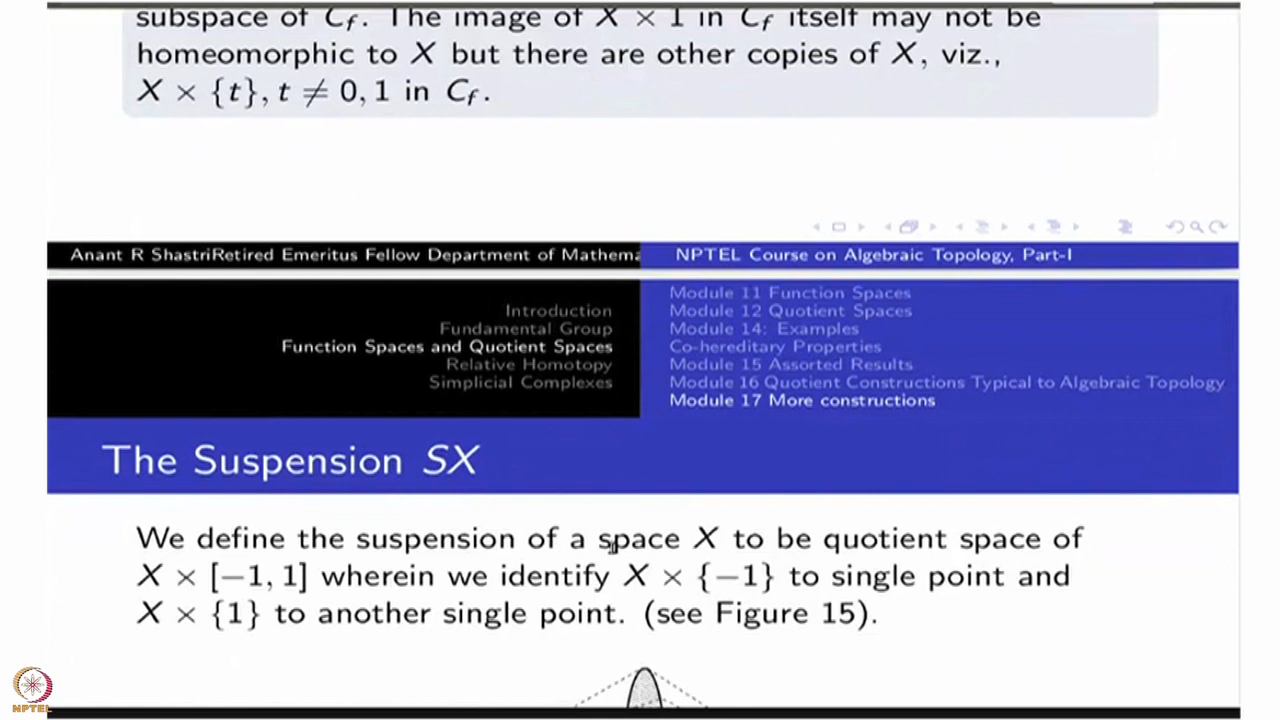 subspace of C_f. The image of X × 1 in C_f itself may not be
homeomorphic to X but there are other copies of X, viz.,
X × {t}, t ≠ 0, 1 in C_f.
Anant R ShastriRetired Emeritus Fellow Department of Mathema
NPTEL Course on Algebraic Topology, Part-I
Introduction
Fundamental Group
Function Spaces and Quotient Spaces
Relative Homotopy
Simplicial Complexes
Module 11 Function Spaces
Module 12 Quotient Spaces
Module 14: Examples
Co-hereditary Properties
Module 15 Assorted Results
Module 16 Quotient Constructions Typical to Algebraic Topology
Module 17 More constructions
The Suspension SX
We define the suspension of a space X to be quotient space of
X × [−1, 1] wherein we identify X × {−1} to single point and
X × {1} to another single point. (see Figure 15).
NPTEL